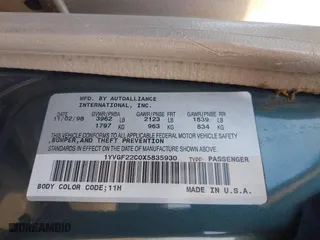 MFD. BY AUTOALLIANCE
INTERNATIONAL, INC.
DATE GVWR/PNBA GAWR/PNBE FRT GAWR/PNBE RR
11/02/98 3962 LB 2123 LB 1839 LB
1797 KG 963 KG 834 KG
THIS VEHICLE CONFORMS TO ALL
APPLICABLE FEDERAL MOTOR VEHICLE SAFETY,
BUMPER, AND THEFT PREVENTION
STANDARDS IN EFFECT ON THE DATE OF MANUFACTURE SHOWN ABOVE.
1YVGF22C0X5835930 TYPE: PASSENGER
BODY COLOR CODE;11H MADE IN U.S.A.
DREAMBID